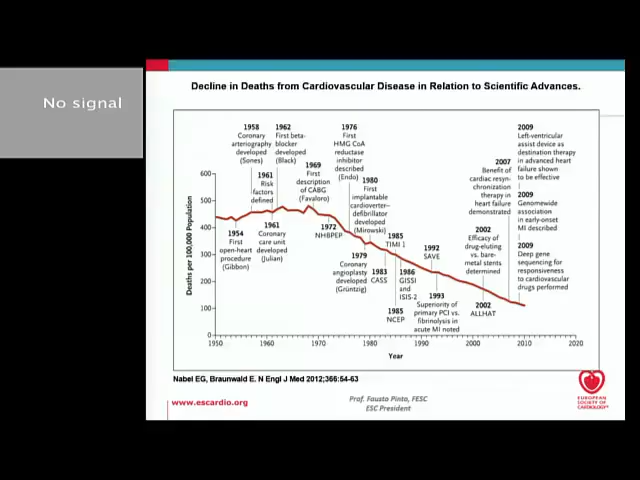 No signal
Decline in Deaths from Cardiovascular Disease in Relation to Scientific Advances.
1958
Coronary
arteriography
developed
(Sones)
1962
First beta-
blocker
developed
(Black)
1976
First
HMG CoA
reductase
inhibitor
described
(Endo)
2009
Left-ventricular
assist device as
destination therapy
in advanced heart
failure shown
to be effective
1961
Risk
factors
defined
1969
First
description
of CABG
(Favaloro)
1980
First
implantable
cardioverter–
defibrillator
developed
(Mirowski)
2007
Benefit of
cardiac resyn-
chronization
therapy in
heart failure
demonstrated
2009
Genomewide
association
in early-onset
MI described
1954
First
open-heart
procedure
(Gibbon)
1961
Coronary
care unit
developed
(Julian)
1972
NHBPEP
1985
TIMI 1
1992
SAVE
2002
Efficacy of
drug-eluting
vs. bare-
metal stents
determined
2009
Deep gene
sequencing for
responsiveness
to cardiovascular
drugs performed
1979
Coronary
angioplasty
developed
(Grüntzig)
1983
CASS
1986
GISSI
and
ISIS-2
1985
NCEP
1993
Superiority of
primary PCI vs.
fibrinolysis in
acute MI noted
2002
ALLHAT
Deaths per 100,000 Population
600
500
400
300
200
100
0
1950 1960 1970 1980 1990 2000 2010 2020
Year
Nabel EG, Braunwald E. N Engl J Med 2012;366:54-63
www.escardio.org
Prof. Fausto Pinto, FESC
ESC President
EUROPEAN
SOCIETY OF
CARDIOLOGY®